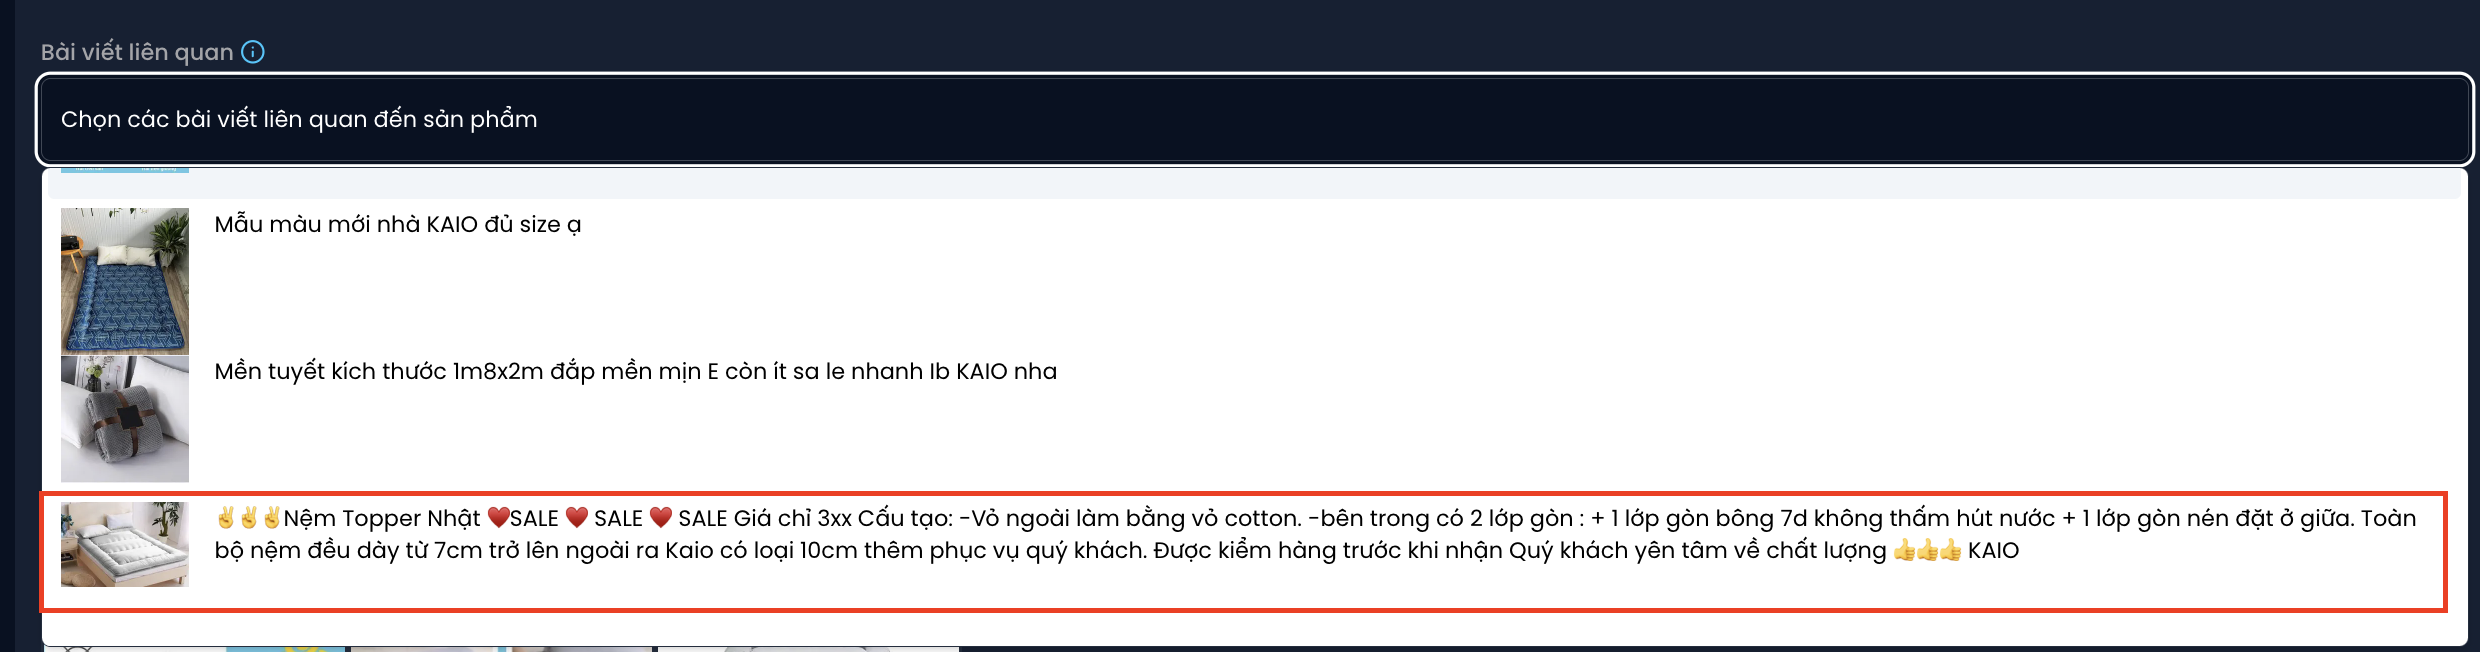 Bài viết liên quan
Chọn các bài viết liên quan đến sản phẩm
Mẫu màu mới nhà KAIO đủ size ạ
Mền tuyết kích thước 1m8x2m đắp mền mịn E còn ít sa le nhanh Ib KAIO nha
✌️✌️✌️Nệm Topper Nhật ♥️SALE ♥️ SALE ♥️ SALE Giá chỉ 3xx Cấu tạo: -Vỏ ngoài làm bằng vỏ cotton. -bên trong có 2 lớp gòn : + 1 lớp gòn bông 7d không thấm hút nước + 1 lớp gòn nén đặt ở giữa. Toàn
bộ nệm đều dày từ 7cm trở lên ngoài ra Kaio có loại 10cm thêm phục vụ quý khách. Được kiểm hàng trước khi nhận Quý khách yên tâm về chất lượng 👍👍👍 KAIO